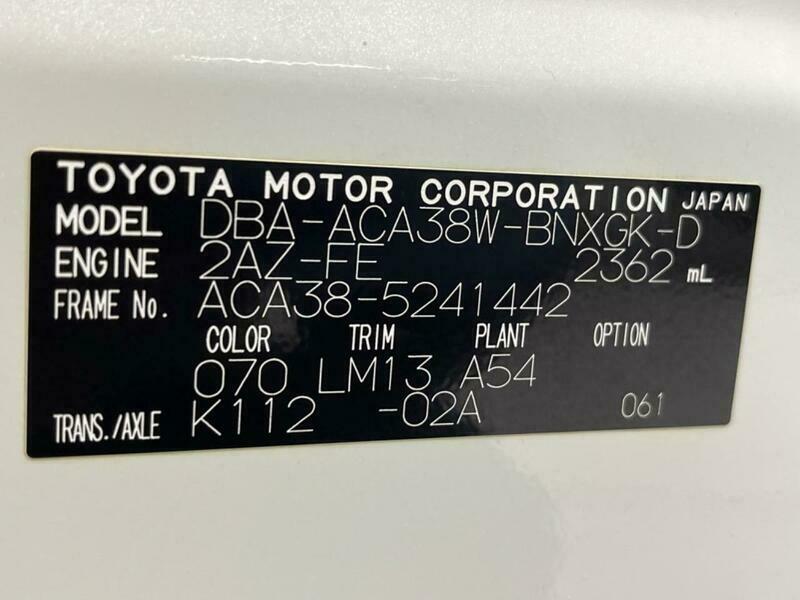 TOYOTA MOTOR CORPORATION JAPAN
MODEL DBA-ACA38W-BNXGK-D
ENGINE 2AZ-FE 2362 mL
FRAME No. ACA38-5241442
COLOR TRIM PLANT OPTION
070 LM13 A54
TRANS./AXLE K112 -02A 061